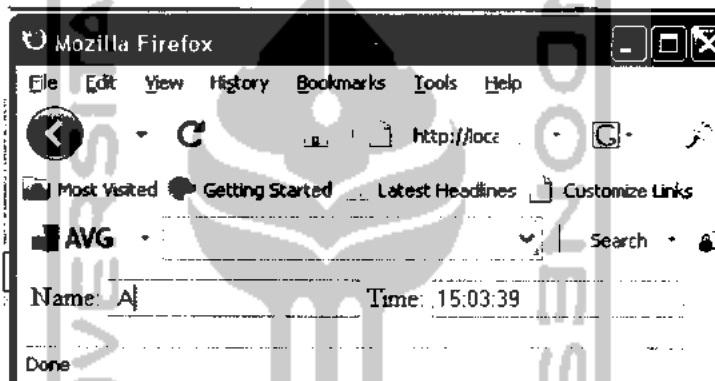 Mozilla Firefox
File Edit View History Bookmarks Tools Help
http://loca
Most Visited Getting Started Latest Headlines Customize Links
AVG Search
Name: A Time: 15:03:39
Done